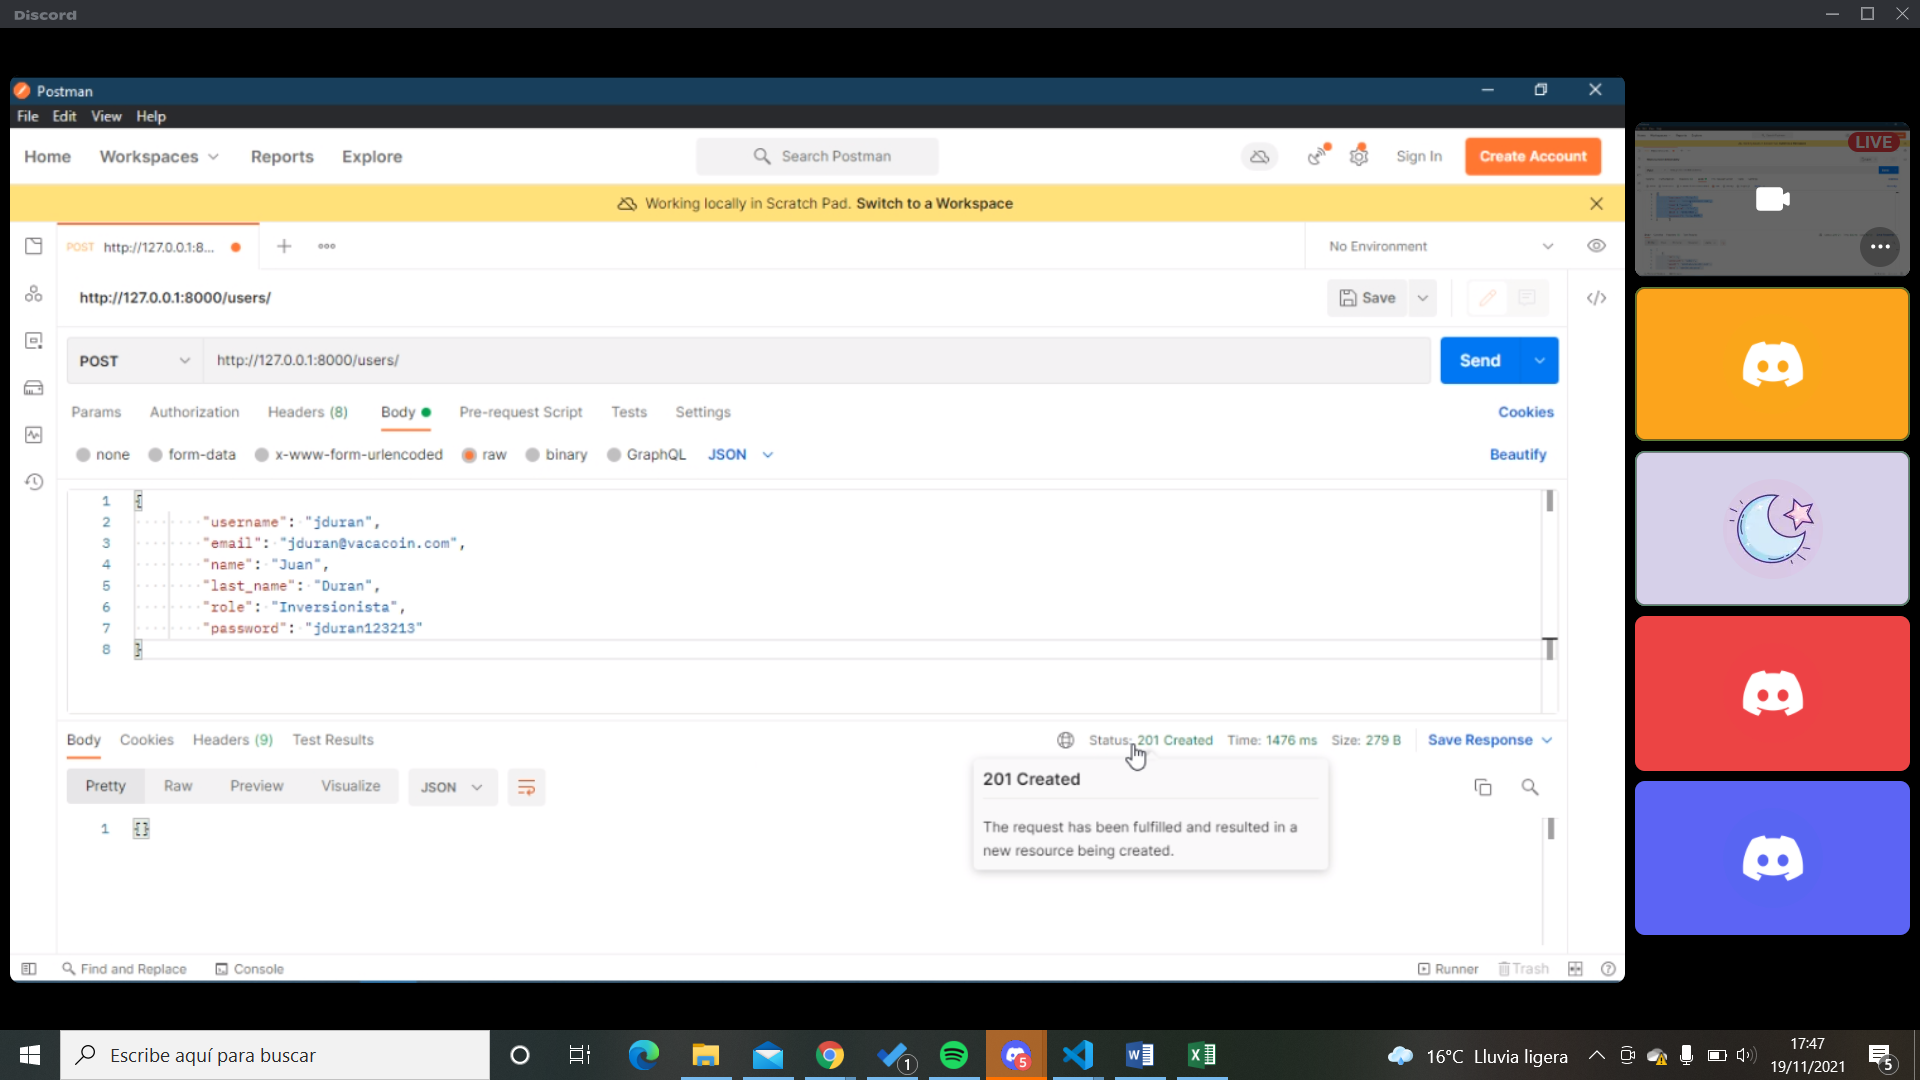 Discord
Postman
File Edit View Help
Home Workspaces Reports Explore Search Postman Sign In Create Account
LIVE
Working locally in Scratch Pad. Switch to a Workspace
POST http://127.0.0.1:8... No Environment
http://127.0.0.1:8000/users/ Save
POST http://127.0.0.1:8000/users/ Send
Params Authorization Headers (8) Body Pre-request Script Tests Settings Cookies
none form-data x-www-form-urlencoded raw binary GraphQL JSON Beautify
1 {
2 "username": "jduran",
3 "email": "jduran@vacacoin.com",
4 "name": "Juan",
5 "last_name": "Duran",
6 "role": "Inversionista",
7 "password": "jduran123213"
8 }
Body Cookies Headers (9) Test Results Status: 201 Created Time: 1476 ms Size: 279 B Save Response
Pretty Raw Preview Visualize JSON
201 Created
The request has been fulfilled and resulted in a
new resource being created.
1 {}
Find and Replace Console Runner Trash
Escribe aquí para buscar 1 5 16°C Lluvia ligera 17:47
19/11/2021 5